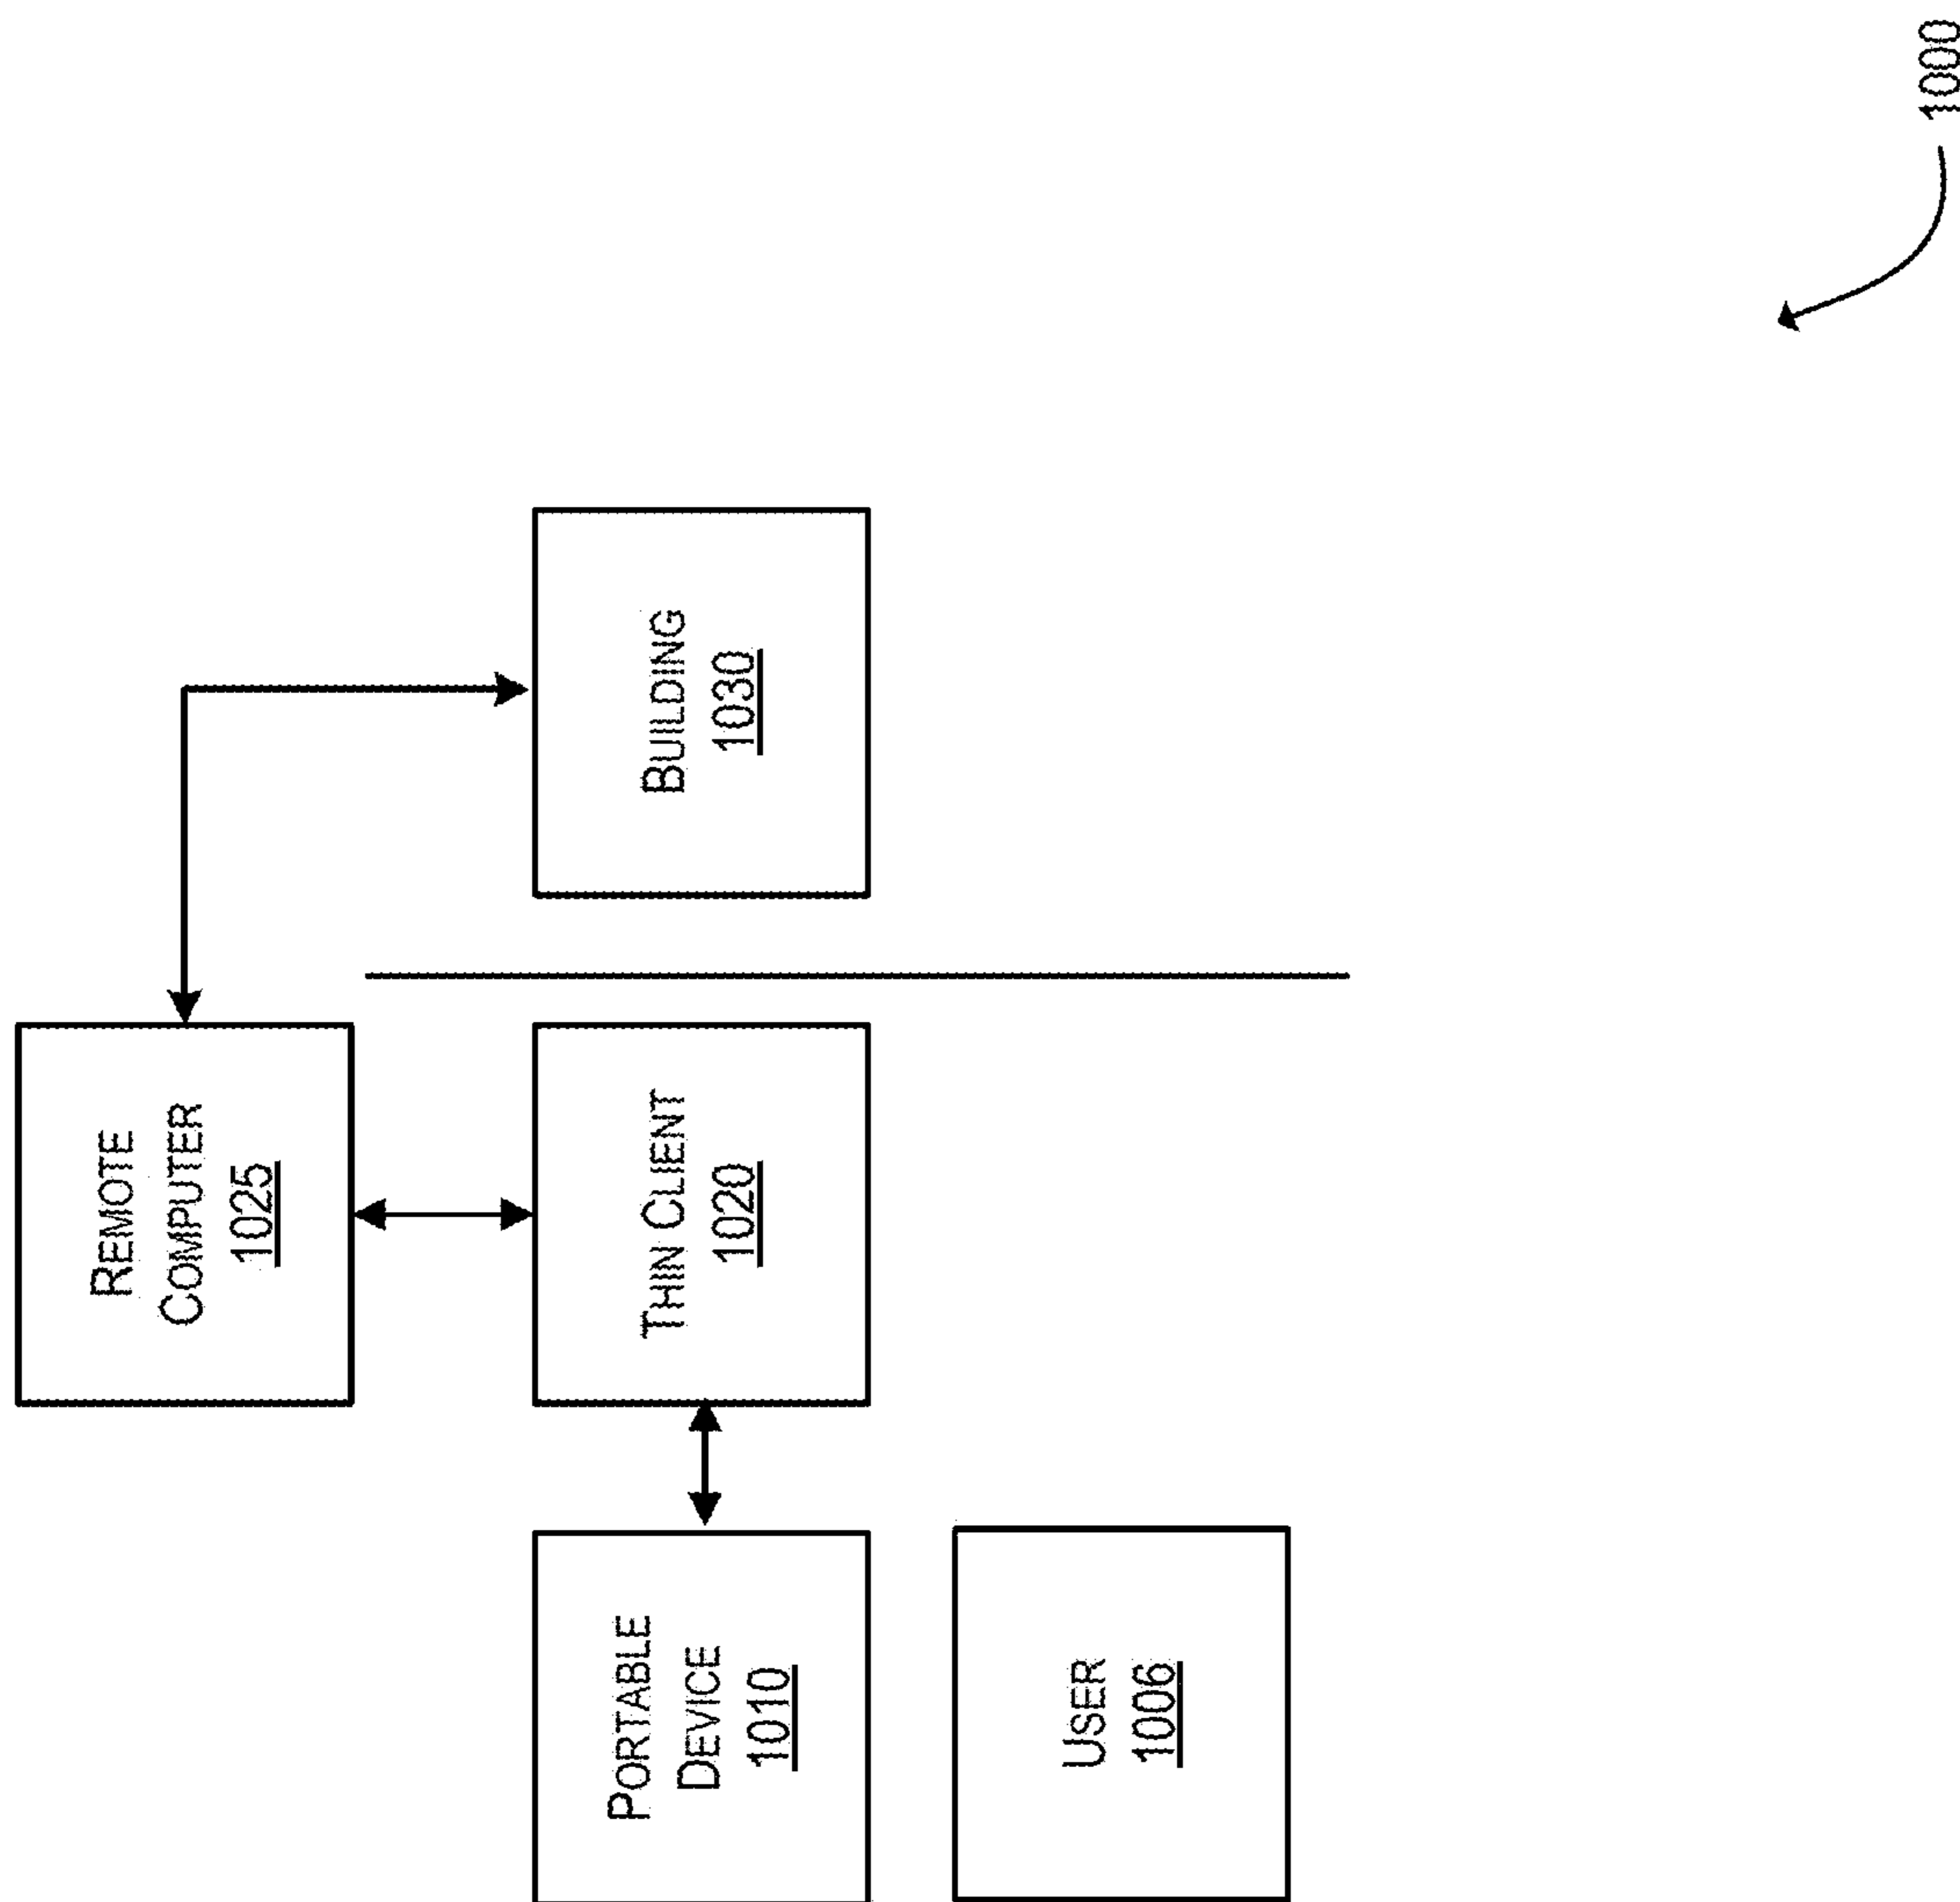 REMOTE
COMPUTER
1025
PORTABLE
DEVICE
1010
THIN CLIENT
1020
BUILDING
1030
USER
1006
1000